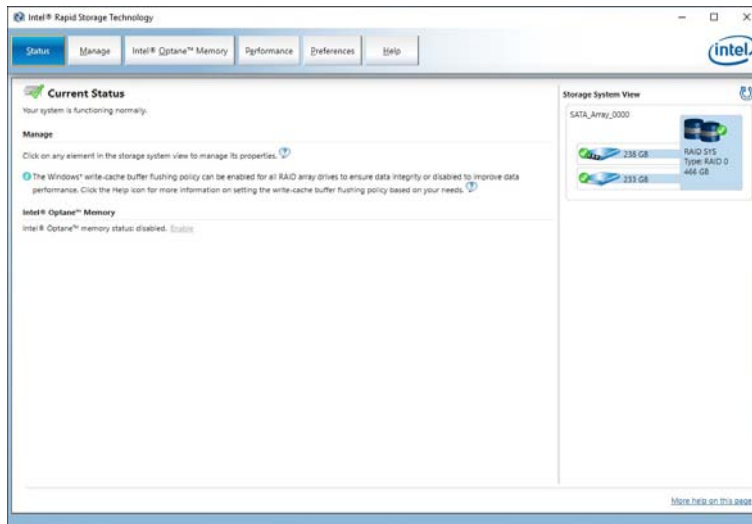 Intel® Rapid Storage Technology
Status
Manage
Intel® Optane™ Memory
Performance
Preferences
Help
intel
Current Status
Your system is functioning normally.
Manage
Click on any element in the storage system view to manage its properties.
The Windows* write-cache buffer flushing policy can be enabled for all RAID array drives to ensure data integrity or disabled to improve data
performance. Click the Help icon for more information on setting the write-cache buffer flushing policy based on your needs.
Intel® Optane™ Memory
Intel® Optane™ memory status: disabled. Enable
Storage System View
SATA_Array_0000
238 GB
233 GB
RAID SYS
Type: RAID 0
466 GB
More help on this page